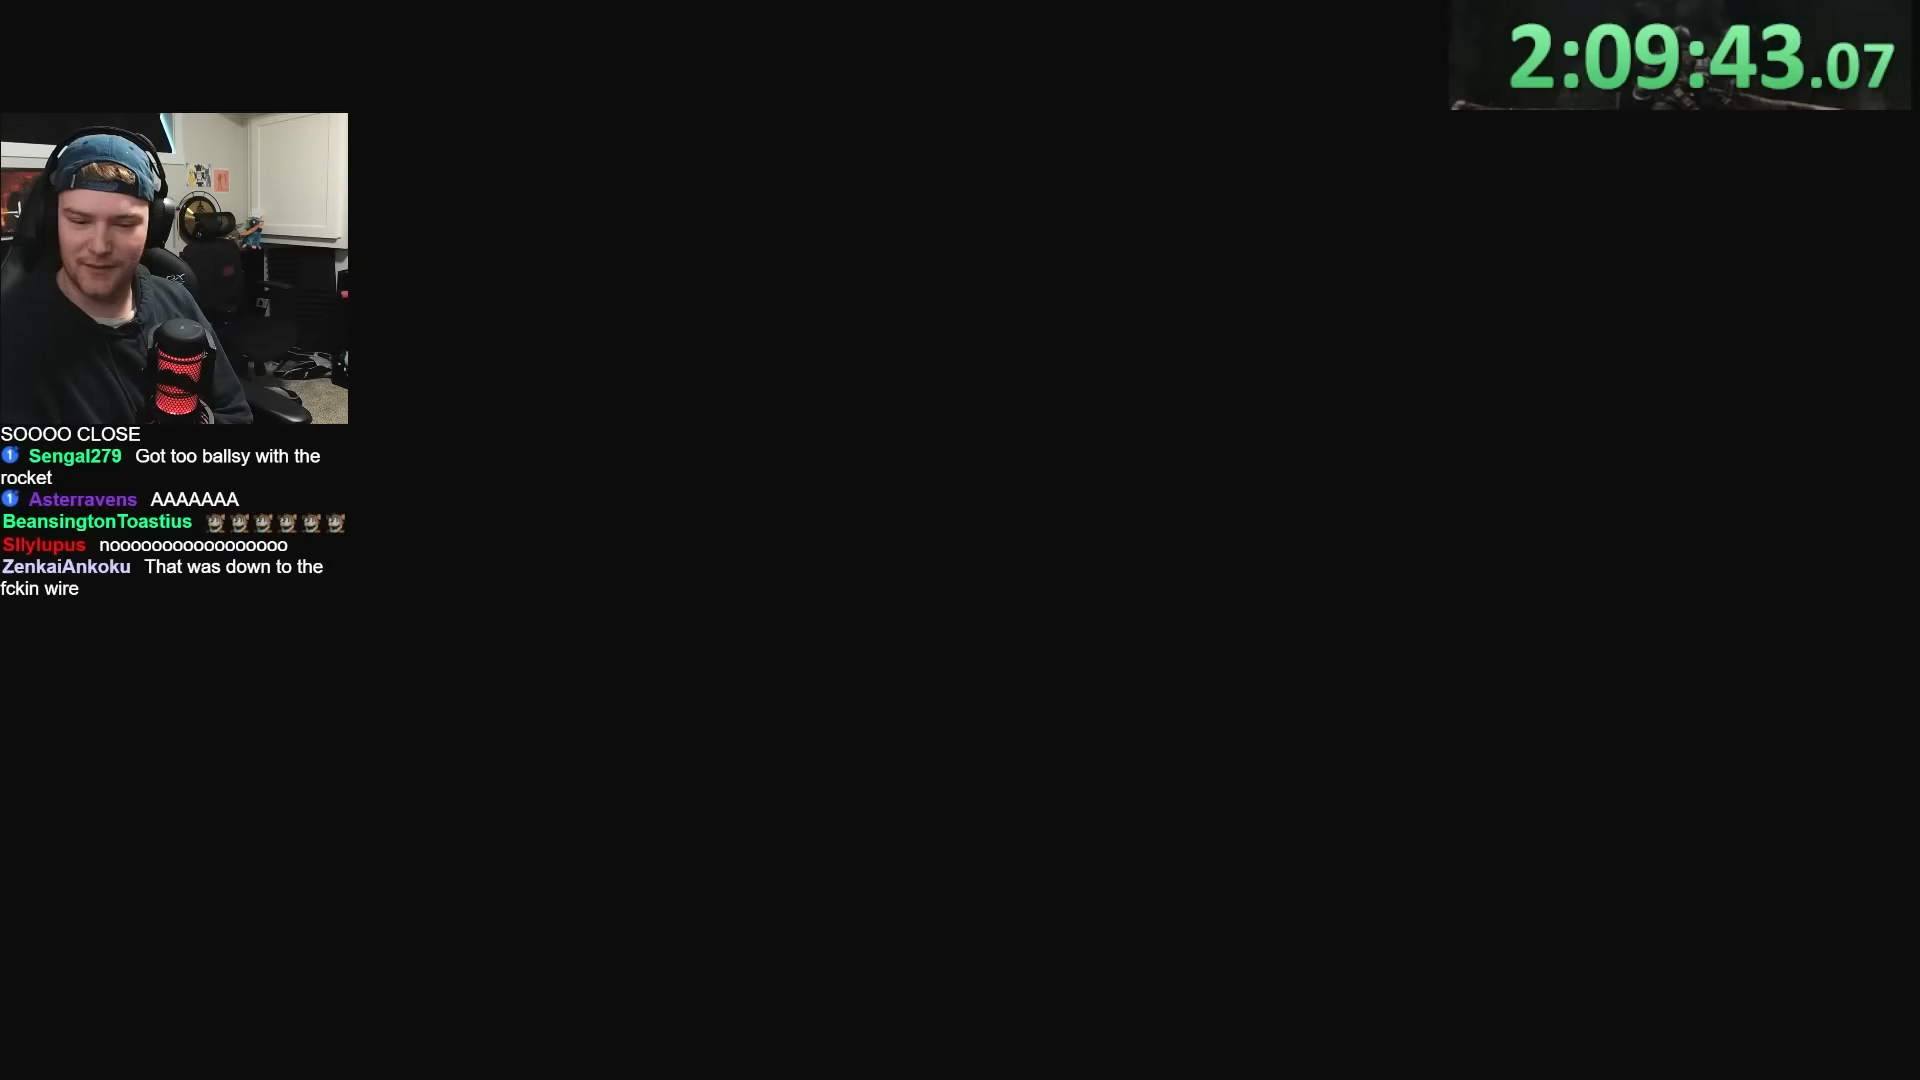 2:09:43.07
SOOOO CLOSE
Sengal279 Got too ballsy with the
rocket
Asterravens AAAAAAA
BeansingtonToastius
Sllylupus nooooooooooooooooo
ZenkaiAnkoku That was down to the
fckin wire